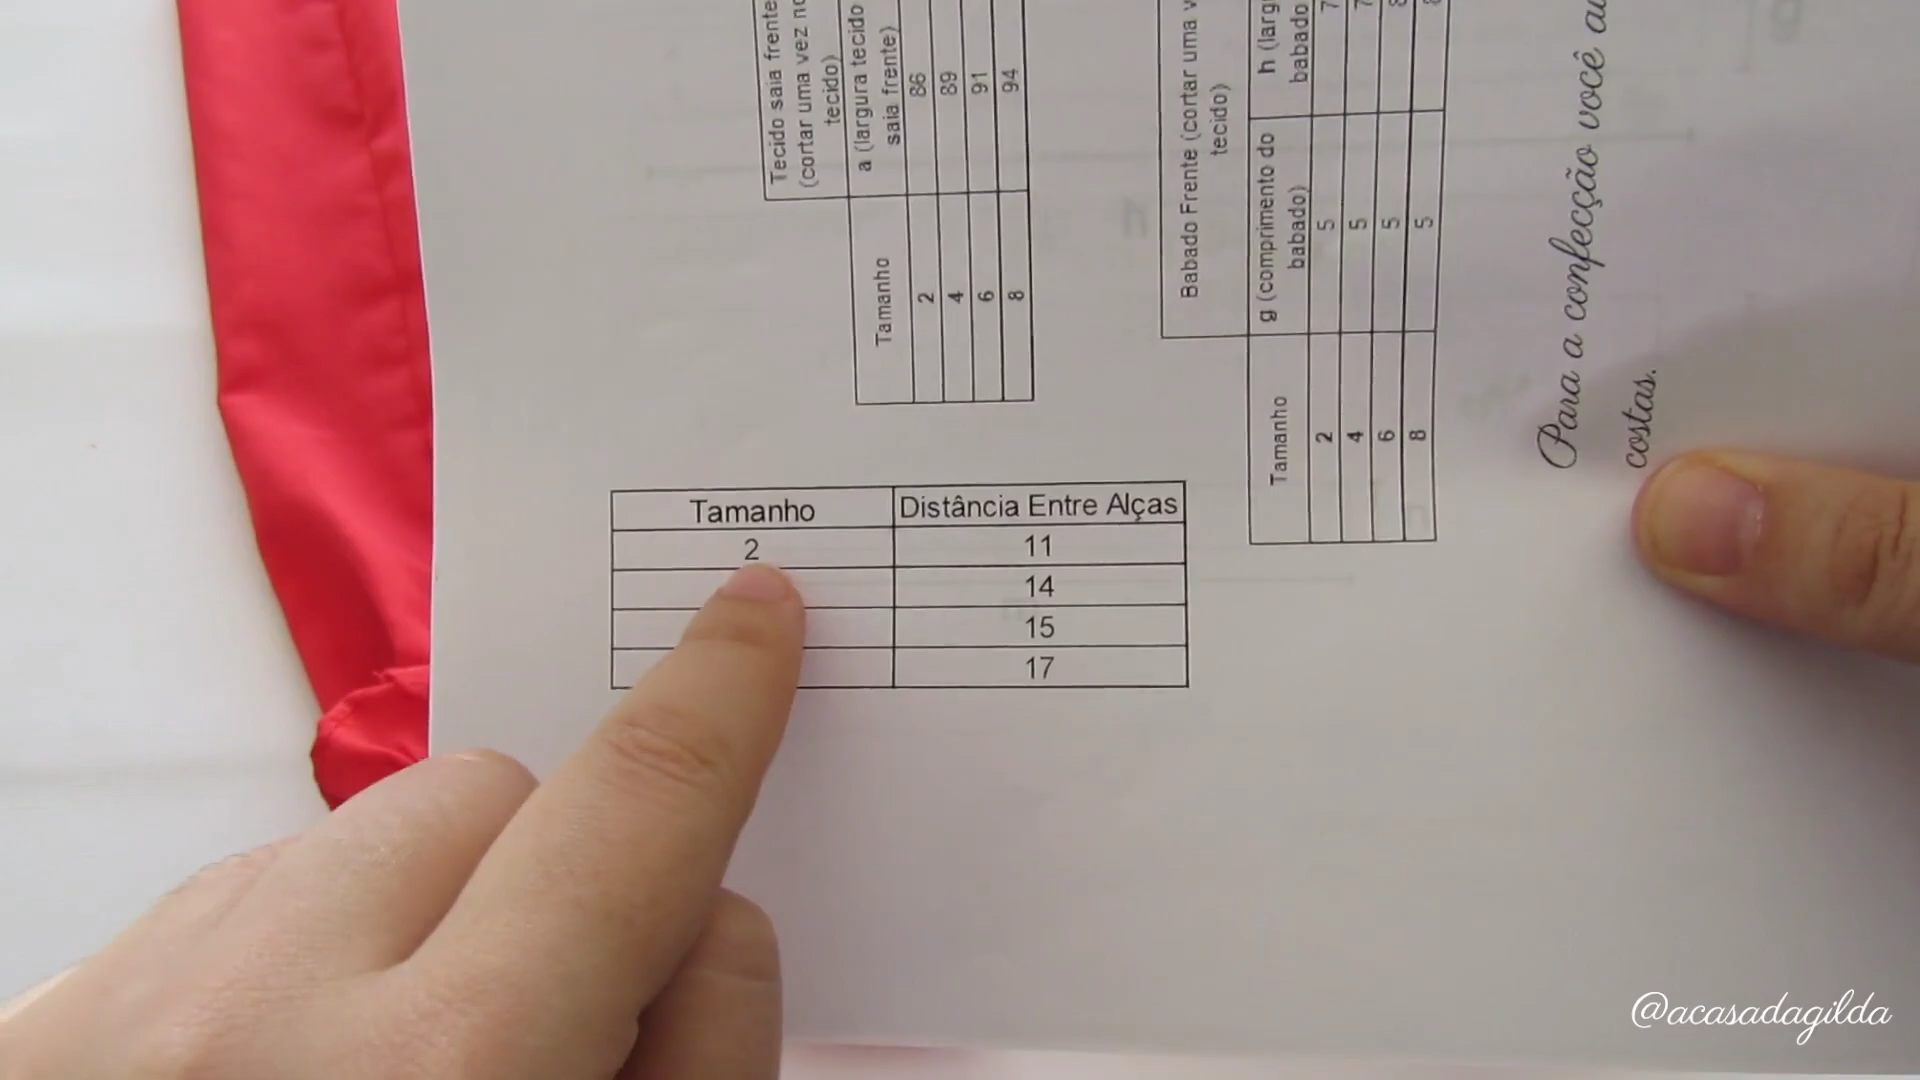 Tecido saia frente
(cortar uma vez no
tecido)
Tamanho a (largura tecido
saia frente)
2 86
4 89
6 91
8 94
Babado Frente (cortar uma
tecido)
Tamanho g (comprimento do
babado) h (larg
babado
2 5 7
4 5 7
6 5
8 5
Para a confecção você
costas.
Tamanho Distância Entre Alças
2 11
14
15
17
@acasadagilda